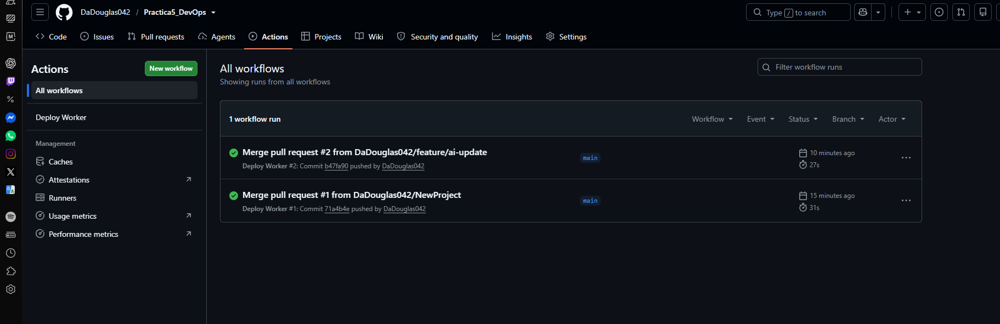 DaDouglas042 / Practica5_DevOps
Type / to search
Code
Issues
Pull requests
Agents
Actions
Projects
Wiki
Security and quality
Insights
Settings
Actions
New workflow
All workflows
Deploy Worker
Management
Caches
Attestations
Runners
Usage metrics
Performance metrics
All workflows
Showing runs from all workflows
Filter workflow runs
1 workflow run
Workflow
Event
Status
Branch
Actor
Merge pull request #2 from DaDouglas042/feature/ai-update
Deploy Worker #2: Commit b47fa90 pushed by DaDouglas042
main
10 minutes ago
27s
Merge pull request #1 from DaDouglas042/NewProject
Deploy Worker #1: Commit 71a4b4e pushed by DaDouglas042
main
15 minutes ago
31s